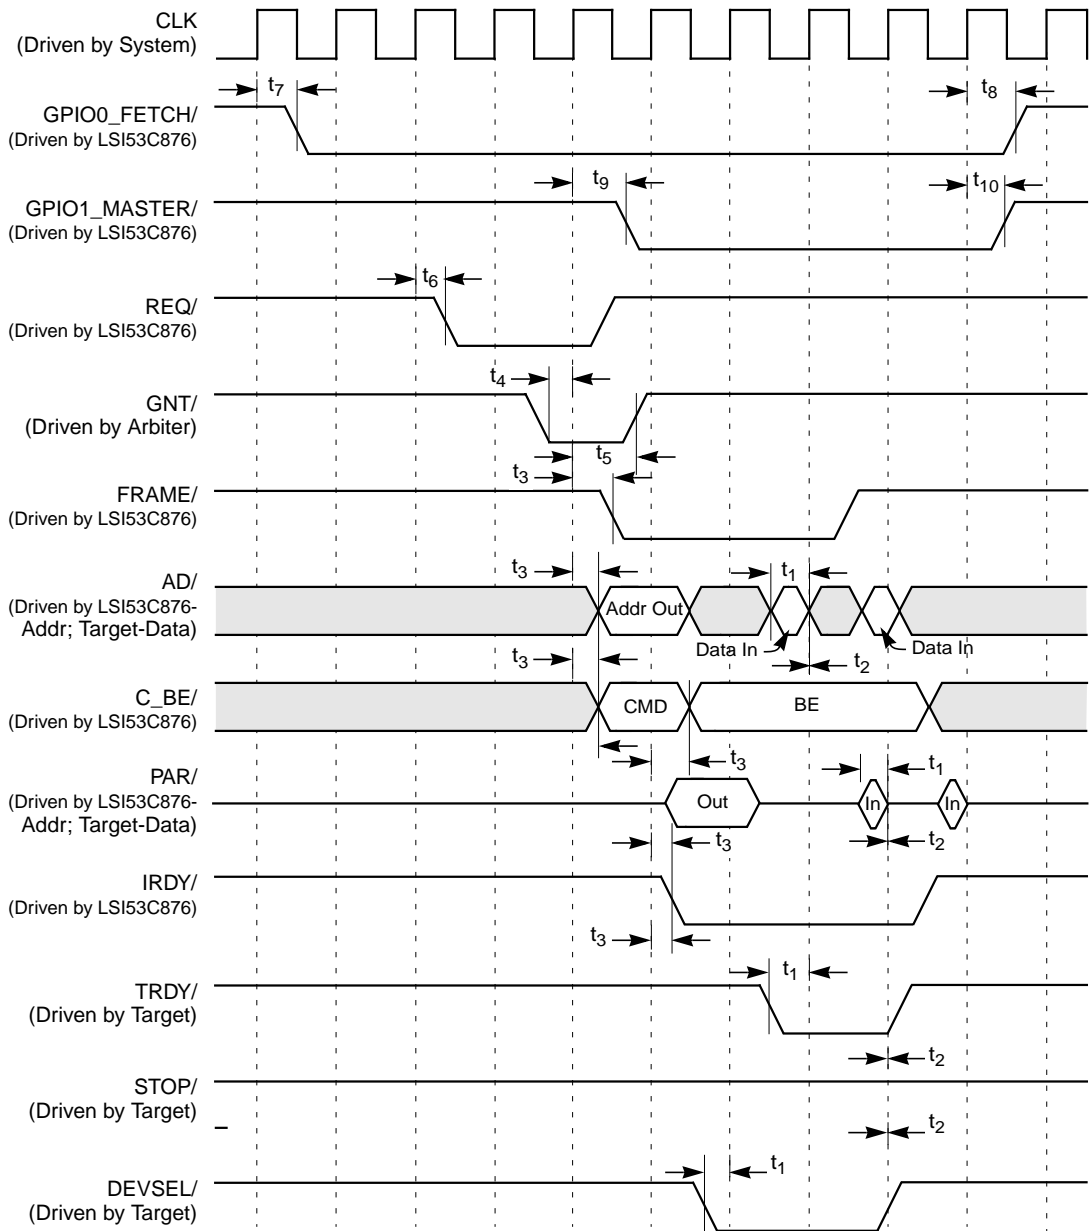 CLK
(Driven by System)
t7
t8
GPIO0_FETCH/
(Driven by LSI53C876)
t9
t10
GPIO1_MASTER/
(Driven by LSI53C876)
t6
REQ/
(Driven by LSI53C876)
t4
GNT/
(Driven by Arbiter)
t5
t3
FRAME/
(Driven by LSI53C876)
t3
t1
AD/
(Driven by LSI53C876-
Addr; Target-Data)
Addr Out
Data In
Data In
t3
t2
C_BE/
(Driven by LSI53C876)
CMD
BE
t3
t1
PAR/
(Driven by LSI53C876-
Addr; Target-Data)
Out
In
In
t3
t2
IRDY/
(Driven by LSI53C876)
t3
t1
TRDY/
(Driven by Target)
t2
STOP/
(Driven by Target)
t2
t1
DEVSEL/
(Driven by Target)